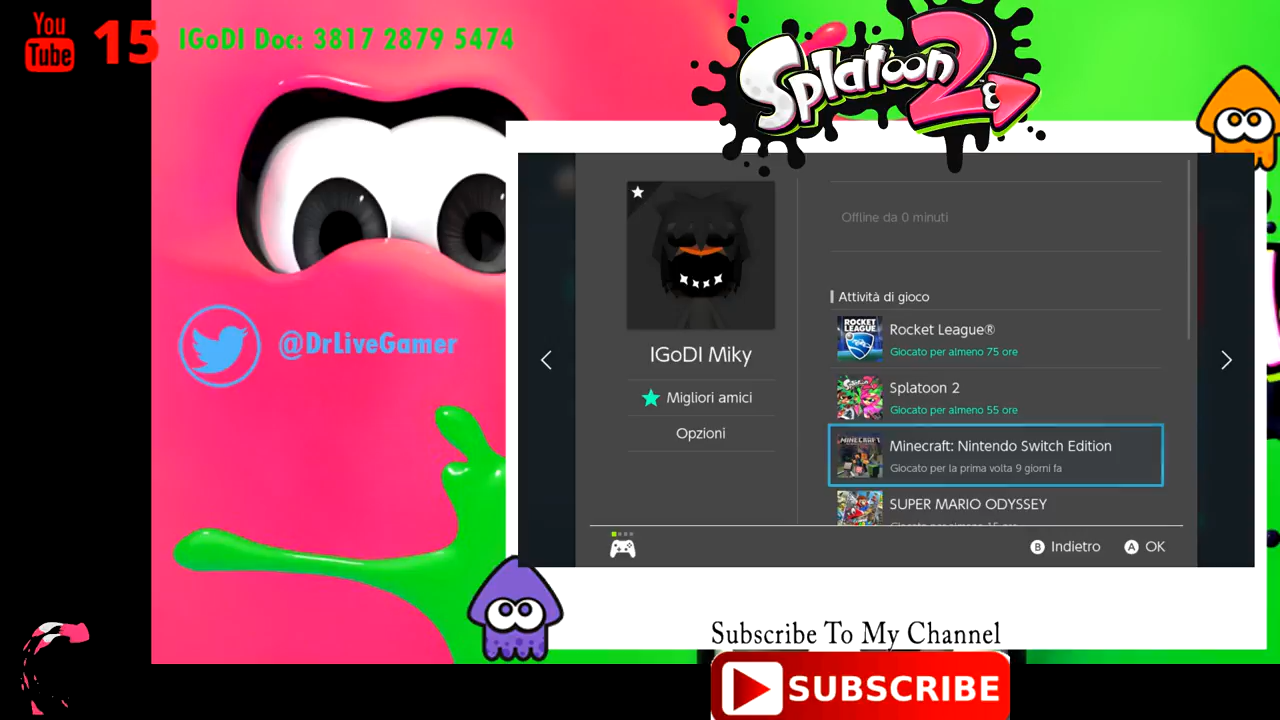 You
Tube
15
IGoDI Doc: 3817 2879 5474
Splatoon 2
@DrLiveGamer
Offline da 0 minuti
Attività di gioco
ROCKET LEAGUE
Rocket League®
Giocato per almeno 75 ore
IGoDI Miky
Migliori amici
Opzioni
Splatoon 2
Giocato per almeno 55 ore
MINECRAFT
Minecraft: Nintendo Switch Edition
Giocato per la prima volta 9 giorni fa
SUPER MARIO ODYSSEY
B Indietro
A OK
Subscribe To My Channel
SUBSCRIBE